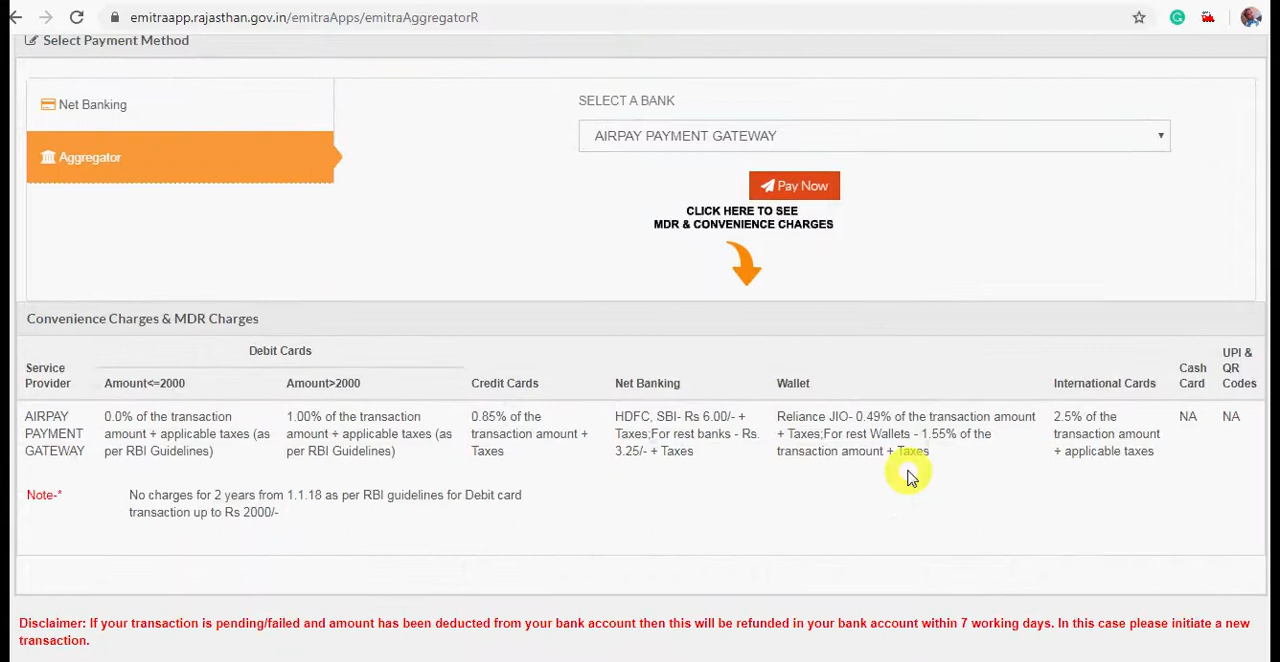 emitraapp.rajasthan.gov.in/emitraApps/emitraAggregatorR
Select Payment Method
Net Banking
Aggregator
SELECT A BANK
AIRPAY PAYMENT GATEWAY
Pay Now
CLICK HERE TO SEE
MDR & CONVENIENCE CHARGES
Convenience Charges & MDR Charges
Service
Provider
Debit Cards
Amount<=2000
Amount>2000
Credit Cards
Net Banking
Wallet
International Cards
Cash
Card
UPI &
QR
Codes
AIRPAY
PAYMENT
GATEWAY
0.0% of the transaction
amount + applicable taxes (as
per RBI Guidelines)
1.00% of the transaction
amount + applicable taxes (as
per RBI Guidelines)
0.85% of the
transaction amount +
Taxes
HDFC, SBI- Rs 6.00/- +
Taxes;For rest banks - Rs.
3.25/- + Taxes
Reliance JIO- 0.49% of the transaction amount
+ Taxes;For rest Wallets - 1.55% of the
transaction amount + Taxes
2.5% of the
transaction amount
+ applicable taxes
NA
NA
Note-*
No charges for 2 years from 1.1.18 as per RBI guidelines for Debit card
transaction up to Rs 2000/-
Disclaimer: If your transaction is pending/failed and amount has been deducted from your bank account then this will be refunded in your bank account within 7 working days. In this case please initiate a new
transaction.